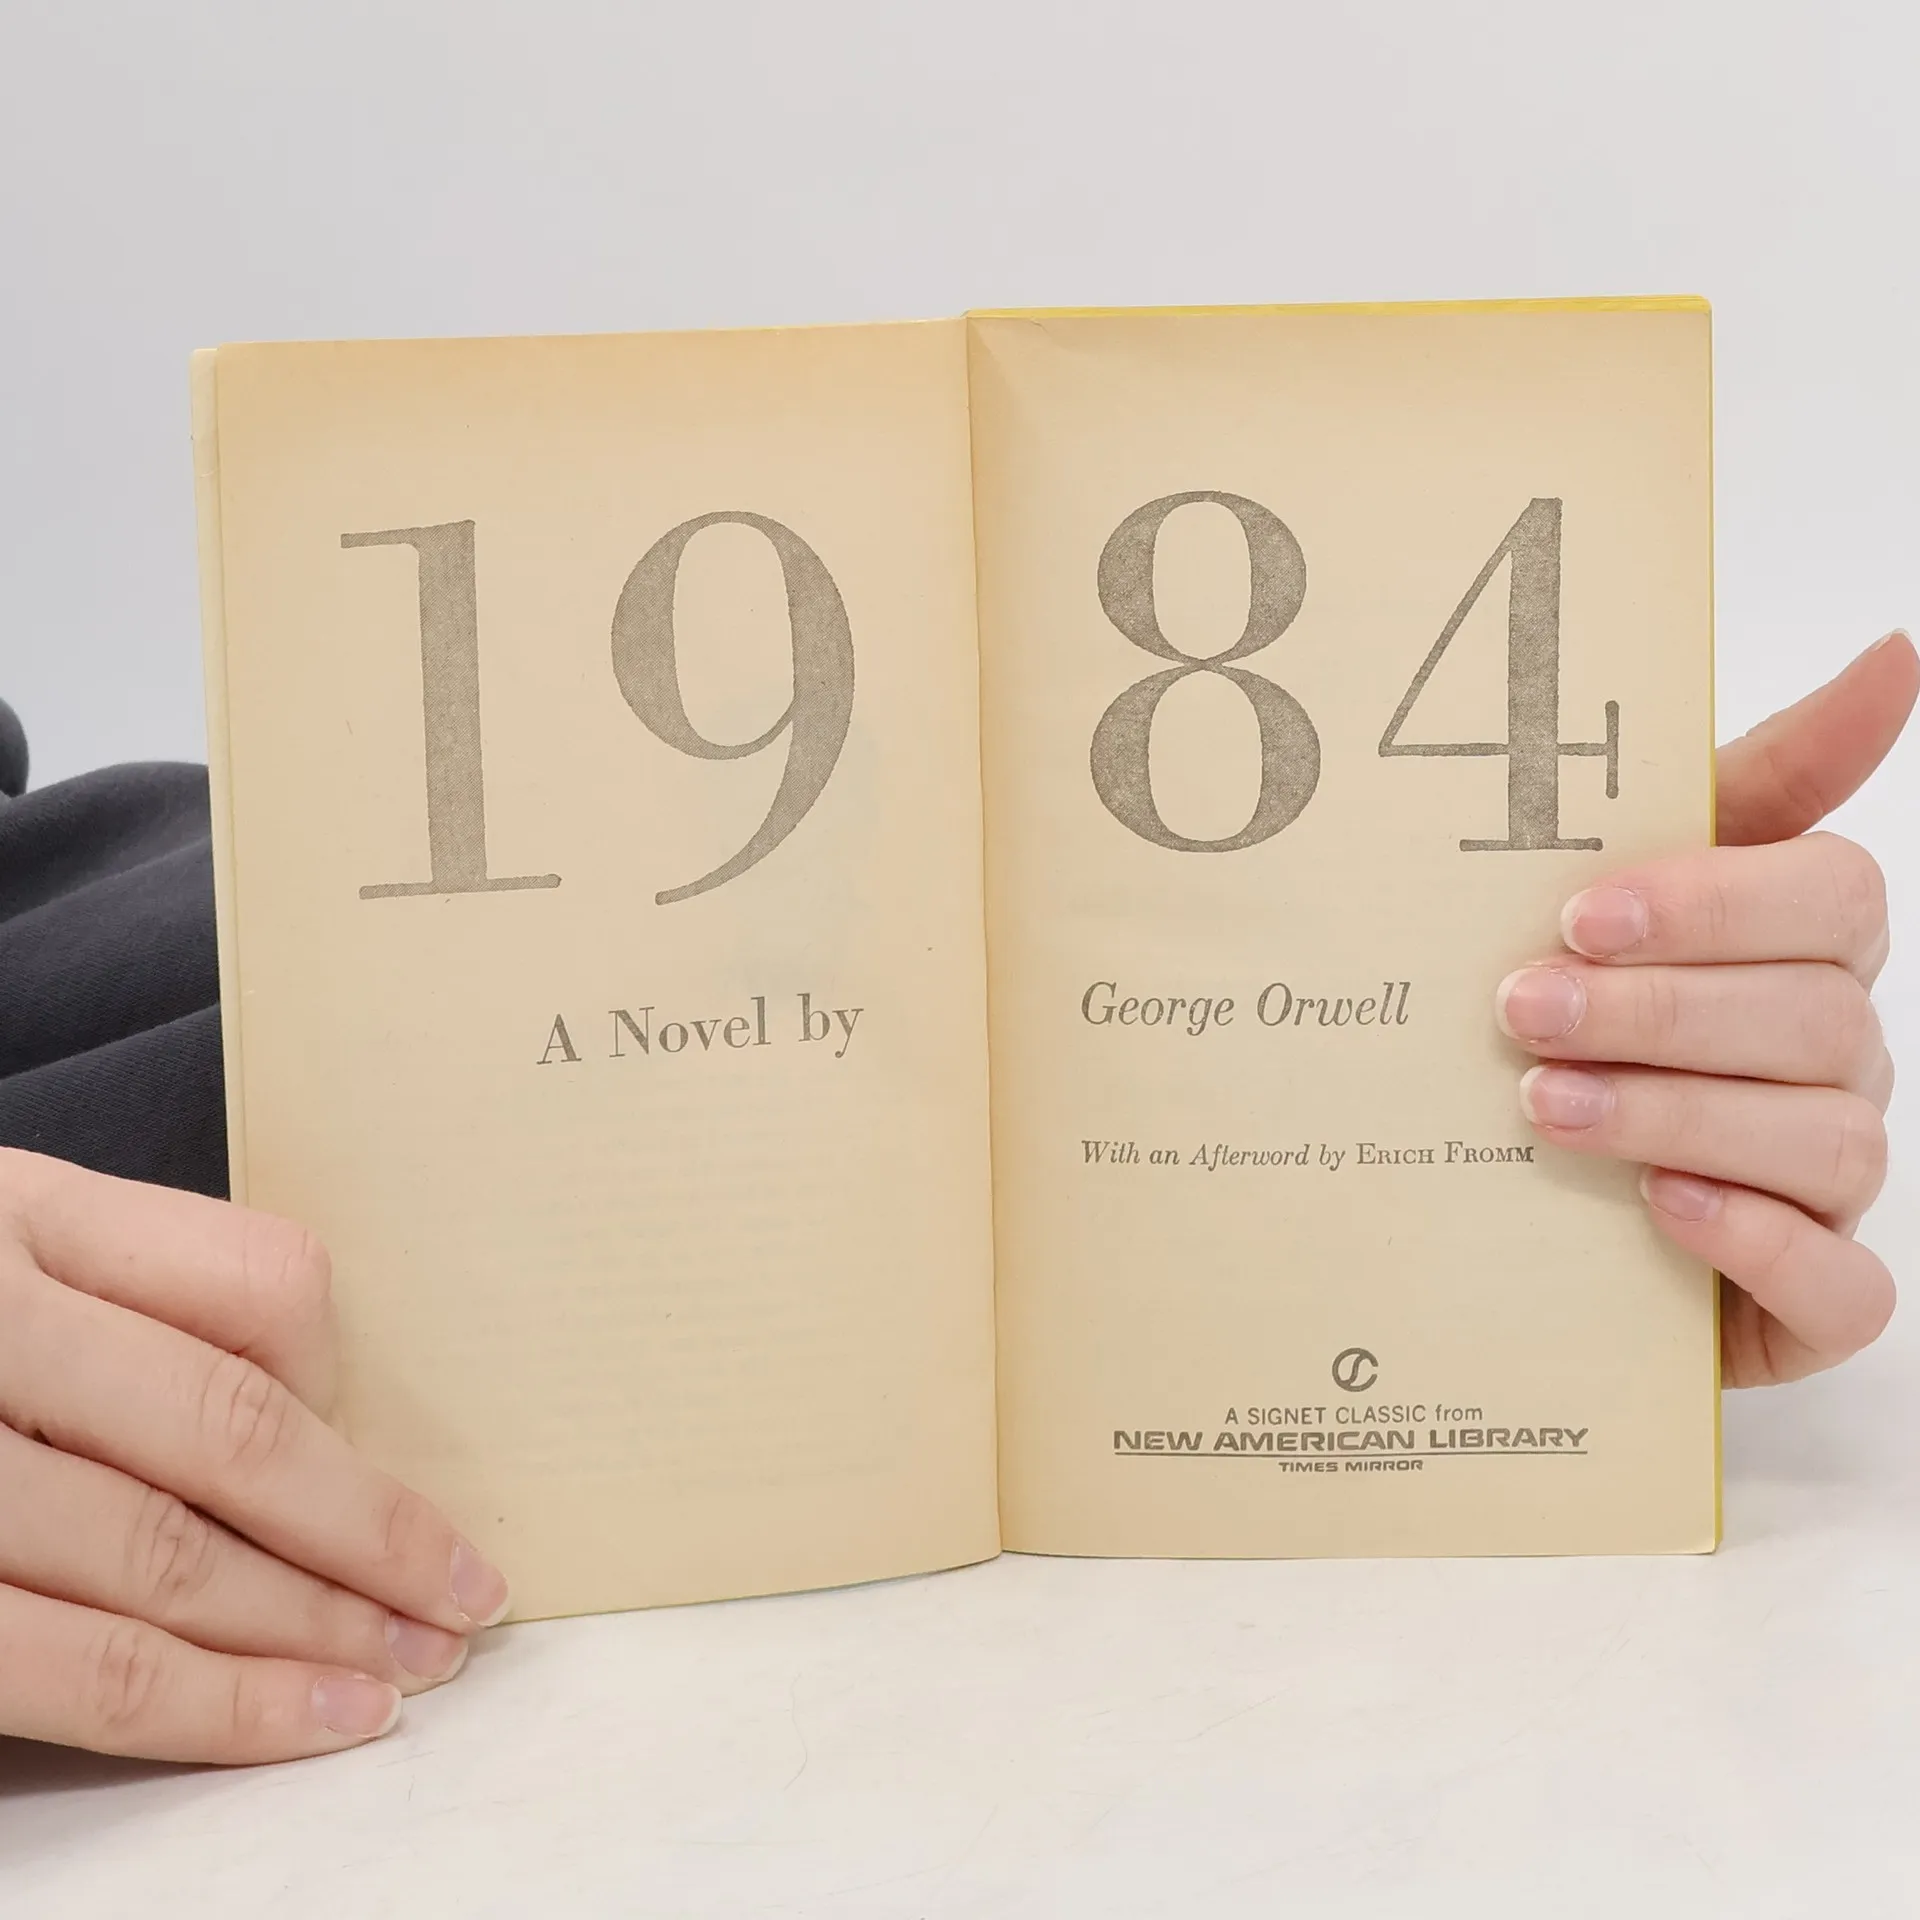 1984
A Novel by George Orwell
With an Afterword by ERICH FROMM
A SIGNET CLASSIC from
NEW AMERICAN LIBRARY
TIMES MIRROR